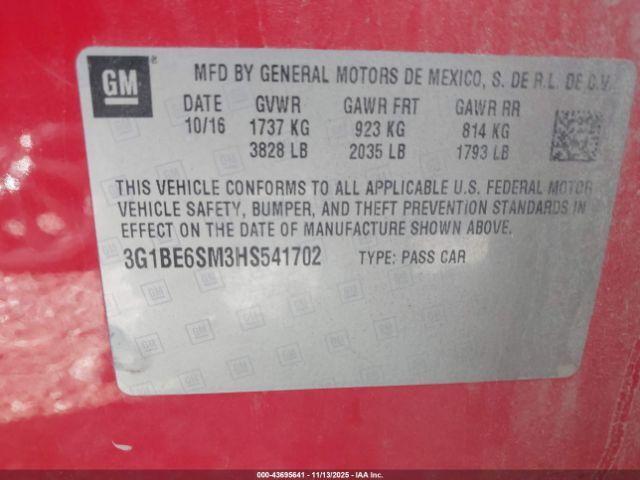 GM
MFD BY GENERAL MOTORS DE MEXICO, S. DE R.L. DE C.V.
DATE GVWR GAWR FRT GAWR RR
10/16 1737 KG 923 KG 814 KG
3828 LB 2035 LB 1793 LB
THIS VEHICLE CONFORMS TO ALL APPLICABLE U.S. FEDERAL MOTOR
VEHICLE SAFETY, BUMPER, AND THEFT PREVENTION STANDARDS IN
EFFECT ON THE DATE OF MANUFACTURE SHOWN ABOVE.
3G1BE6SM3HS541702 TYPE: PASS CAR
000-43695641 - 11/13/2025 - IAAI.COM